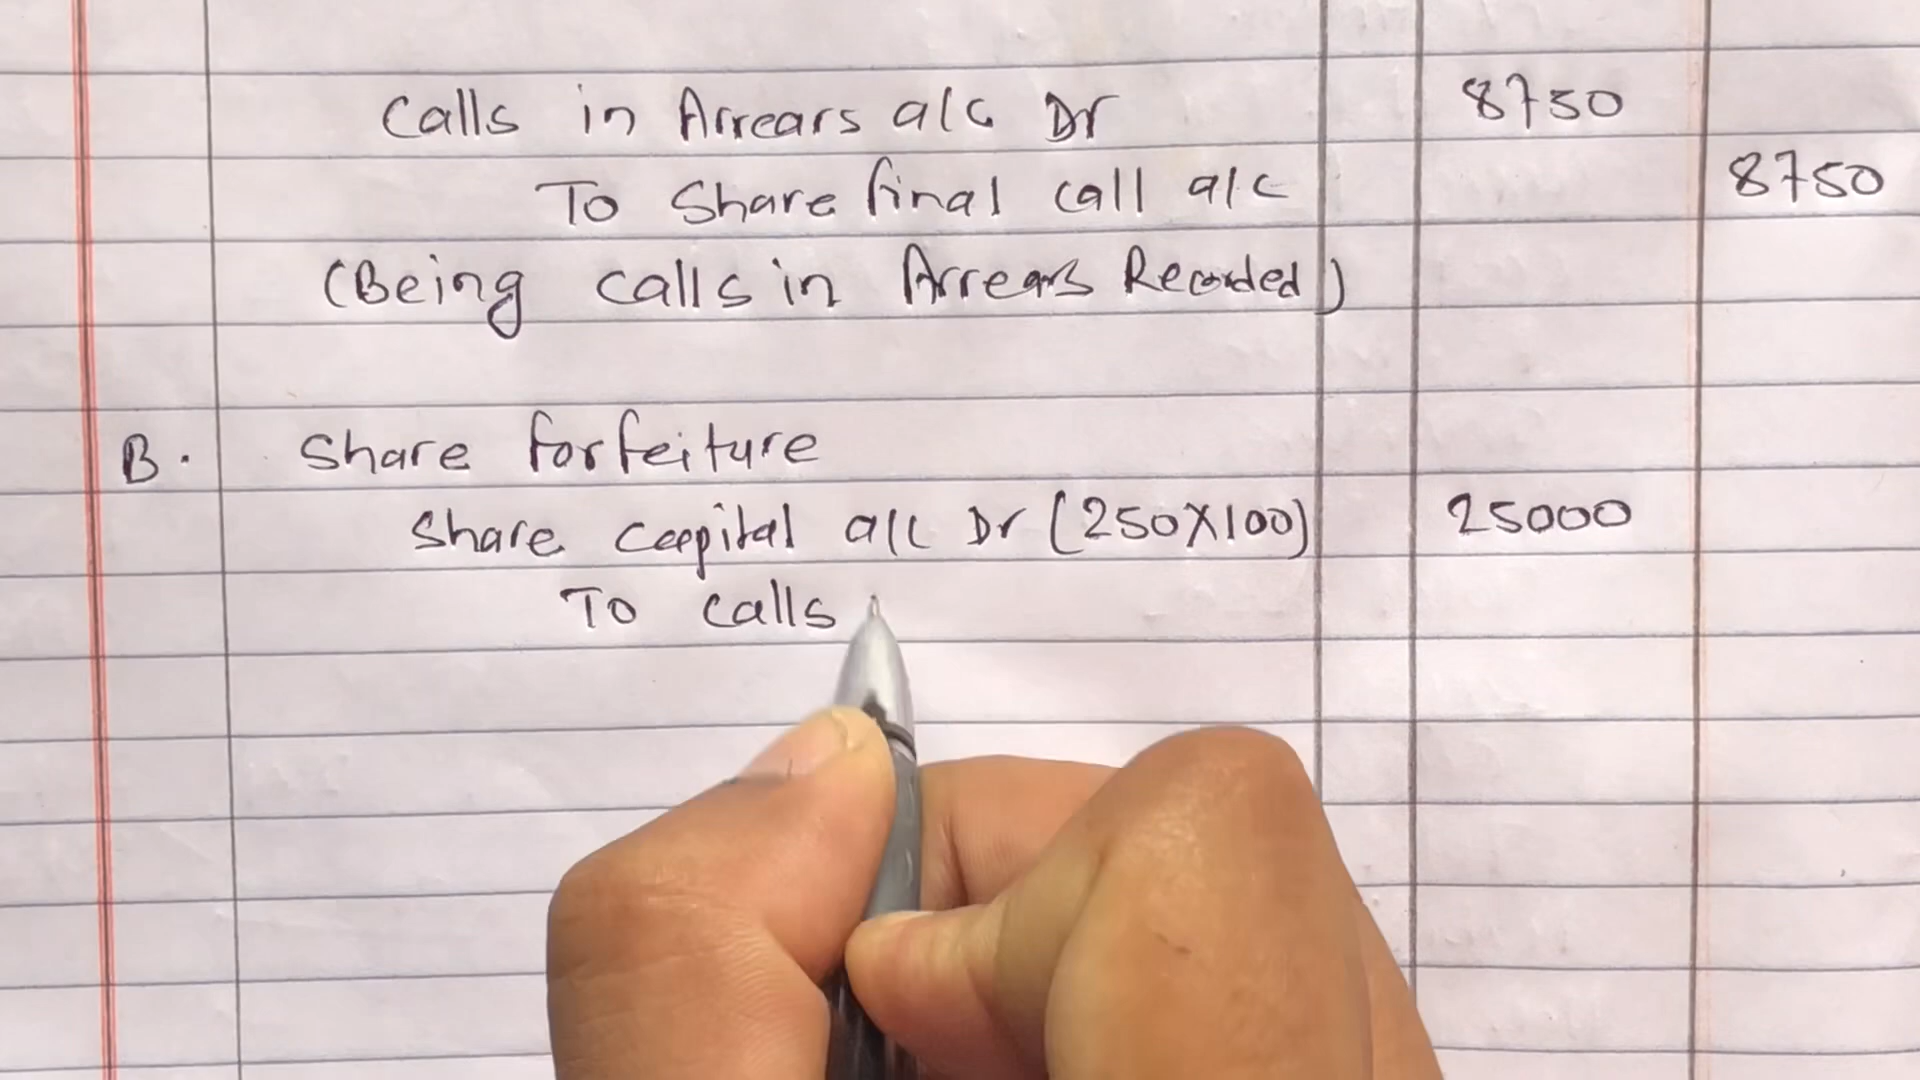 Calls in Arrears a/c Dr 8750
To Share final call a/c 8750
(Being calls in Arrears Recorded)
B. Share forfeiture
Share Capital a/c Dr (250X100) 25000
To calls